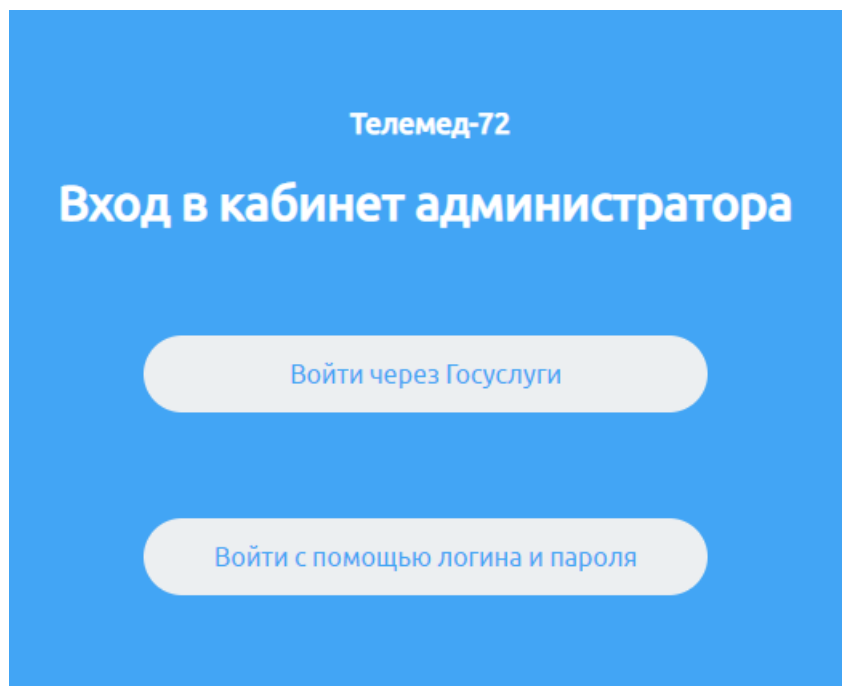 Телемед-72
Вход в кабинет администратора
Войти через Госуслуги
Войти с помощью логина и пароля